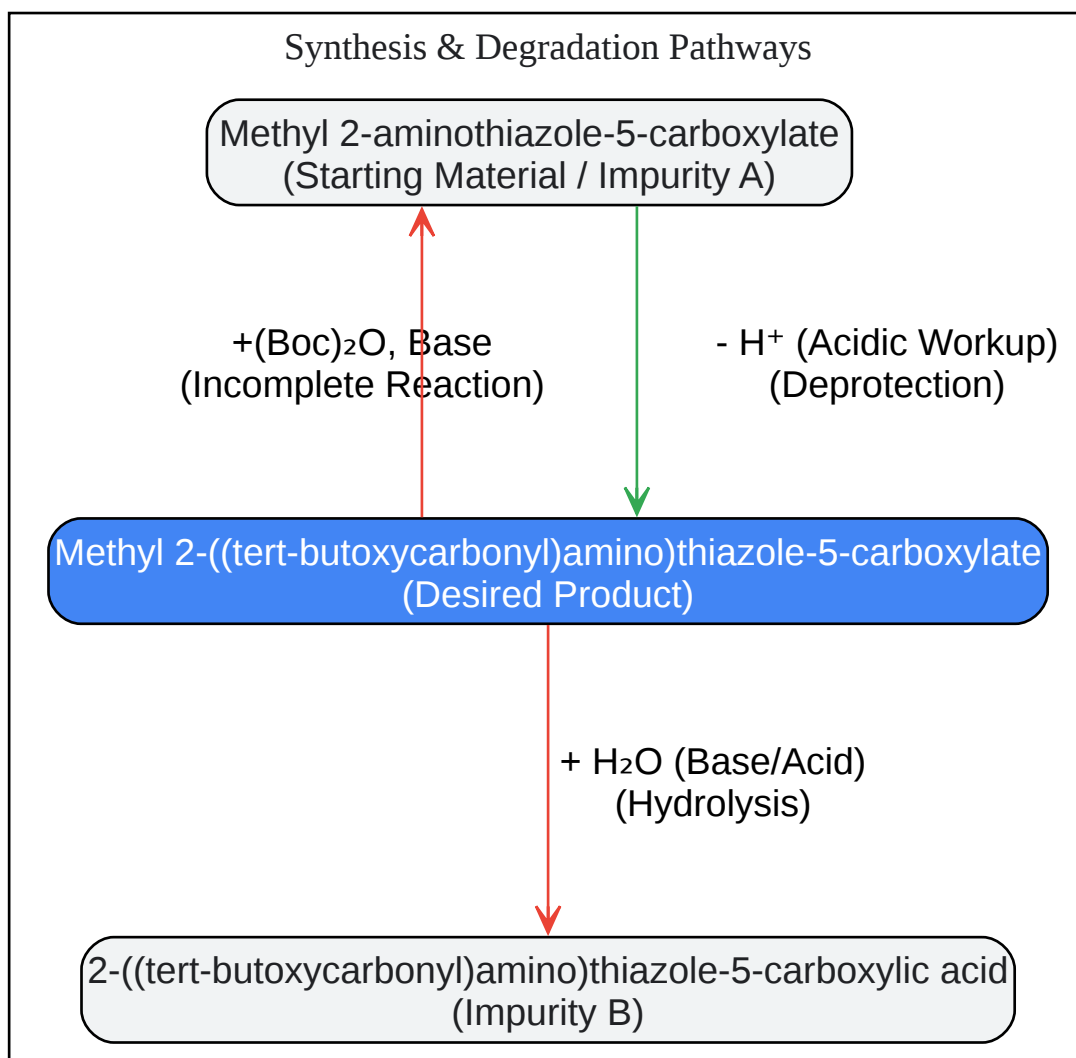 Synthesis & Degradation Pathways
Methyl 2-aminothiazole-5-carboxylate
(Starting Material / Impurity A)
+(Boc)₂O, Base
(Incomplete Reaction)
- H⁺ (Acidic Workup)
(Deprotection)
Methyl 2-((tert-butoxycarbonyl)amino)thiazole-5-carboxylate
(Desired Product)
+ H₂O (Base/Acid)
(Hydrolysis)
2-((tert-butoxycarbonyl)amino)thiazole-5-carboxylic acid
(Impurity B)